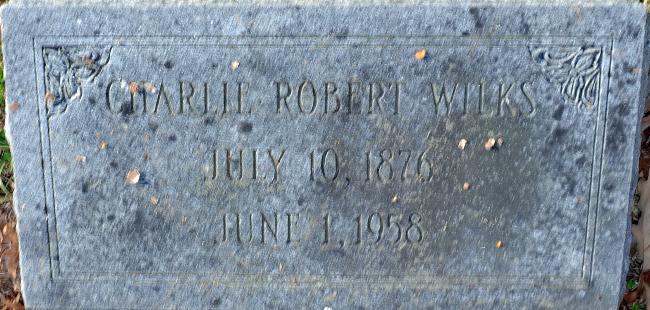 CHARLIE ROBERT WILKS
JULY 10, 1876
JUNE 1, 1958